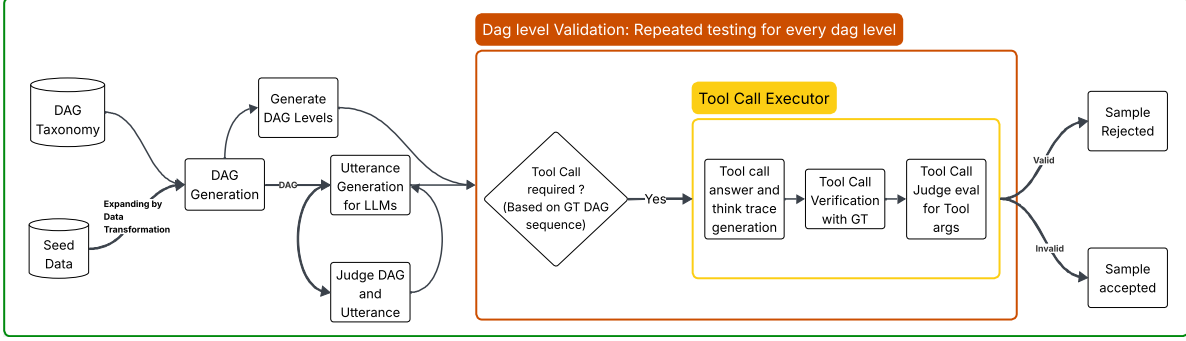 Dag level Validation: Repeated testing for every dag level
DAG
Taxonomy
Seed
Data
Expanding by
Data
Transformation
DAG
Generation
Generate
DAG Levels
DAG
Utterance
Generation
for LLMs
Judge DAG
and
Utterance
Tool Call
required ?
(Based on GT DAG
sequence)
Yes
Tool Call Executor
Tool call
answer and
think trace
generation
Tool Call
Verification
with GT
Tool Call
Judge eval
for Tool
args
Valid
Sample
Rejected
Invalid
Sample
accepted